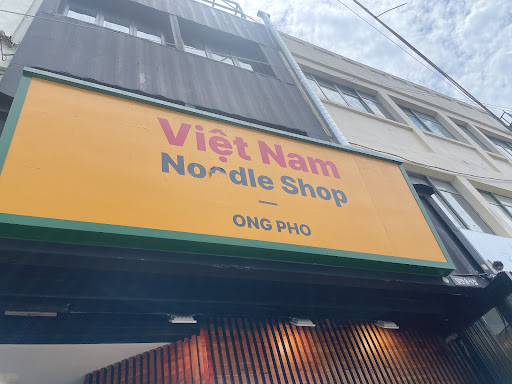 Việt Nam
Noodle Shop
—
ONG PHO